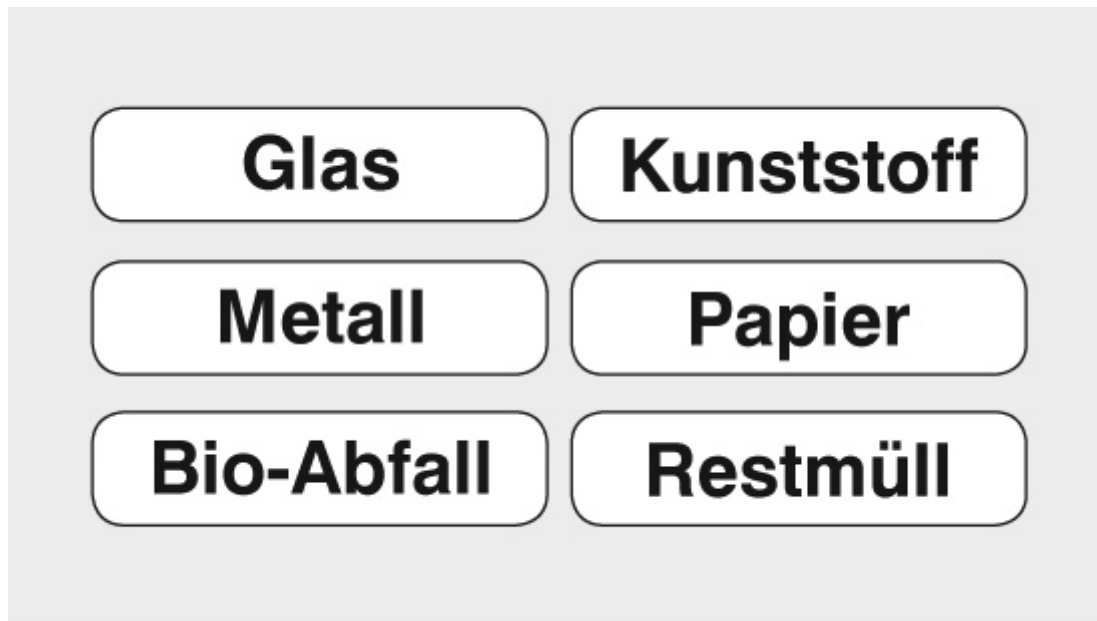 Glas
Kunststoff
Metall
Papier
Bio-Abfall
Restmüll